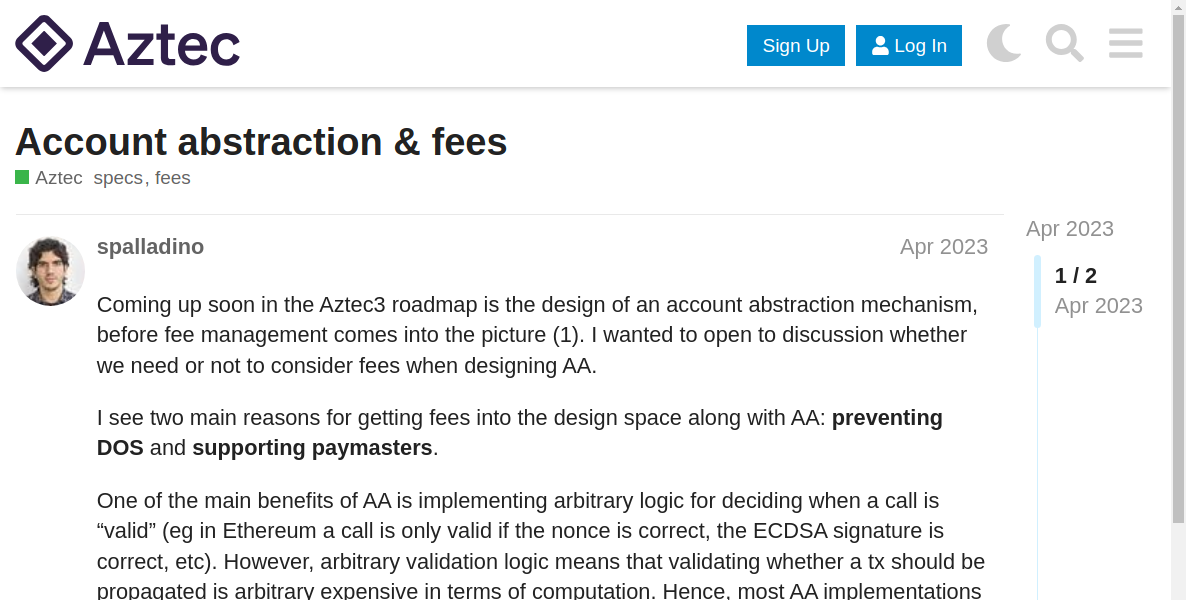 Aztec
Sign Up
Log In
Account abstraction & fees
Aztec specs, fees
spalladino
Apr 2023
Apr 2023
1 / 2
Apr 2023
Coming up soon in the Aztec3 roadmap is the design of an account abstraction mechanism,
before fee management comes into the picture (1). I wanted to open to discussion whether
we need or not to consider fees when designing AA.
I see two main reasons for getting fees into the design space along with AA: preventing
DOS and supporting paymasters.
One of the main benefits of AA is implementing arbitrary logic for deciding when a call is
“valid” (eg in Ethereum a call is only valid if the nonce is correct, the ECDSA signature is
correct, etc). However, arbitrary validation logic means that validating whether a tx should be
propagated is arbitrary expensive in terms of computation. Hence, most AA implementations